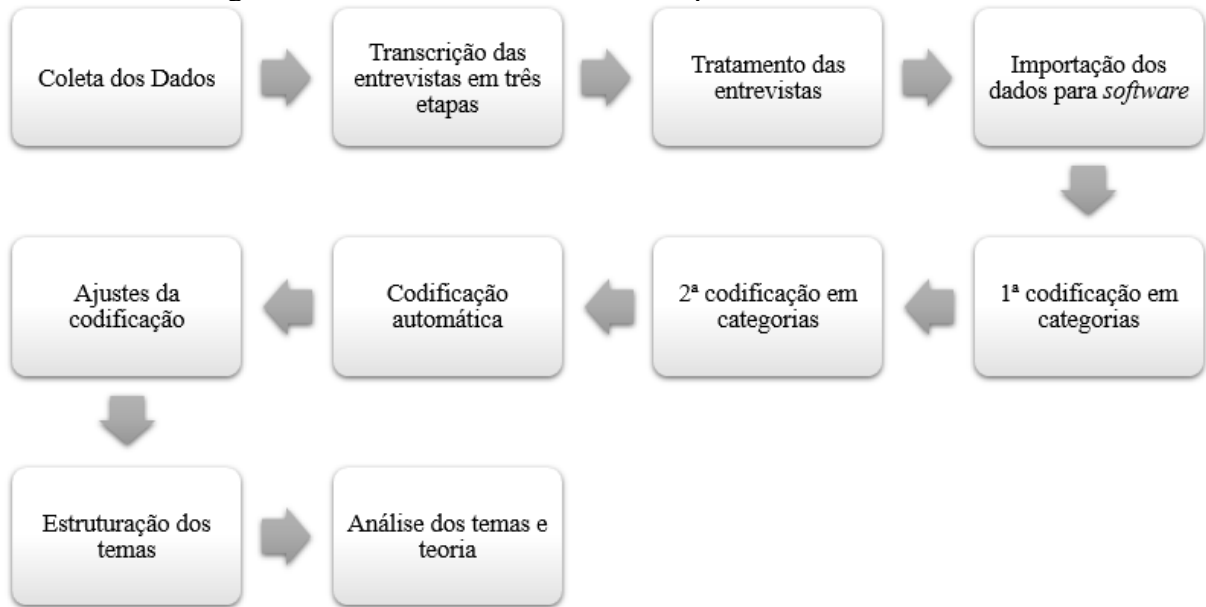 Coleta dos Dados
Transcrição das
entrevistas em três
etapas
Tratamento das
entrevistas
Importação dos
dados para software
1ª codificação em
categorias
2ª codificação em
categorias
Codificação
automática
Ajustes da
codificação
Estruturação dos
temas
Análise dos temas e
teoria